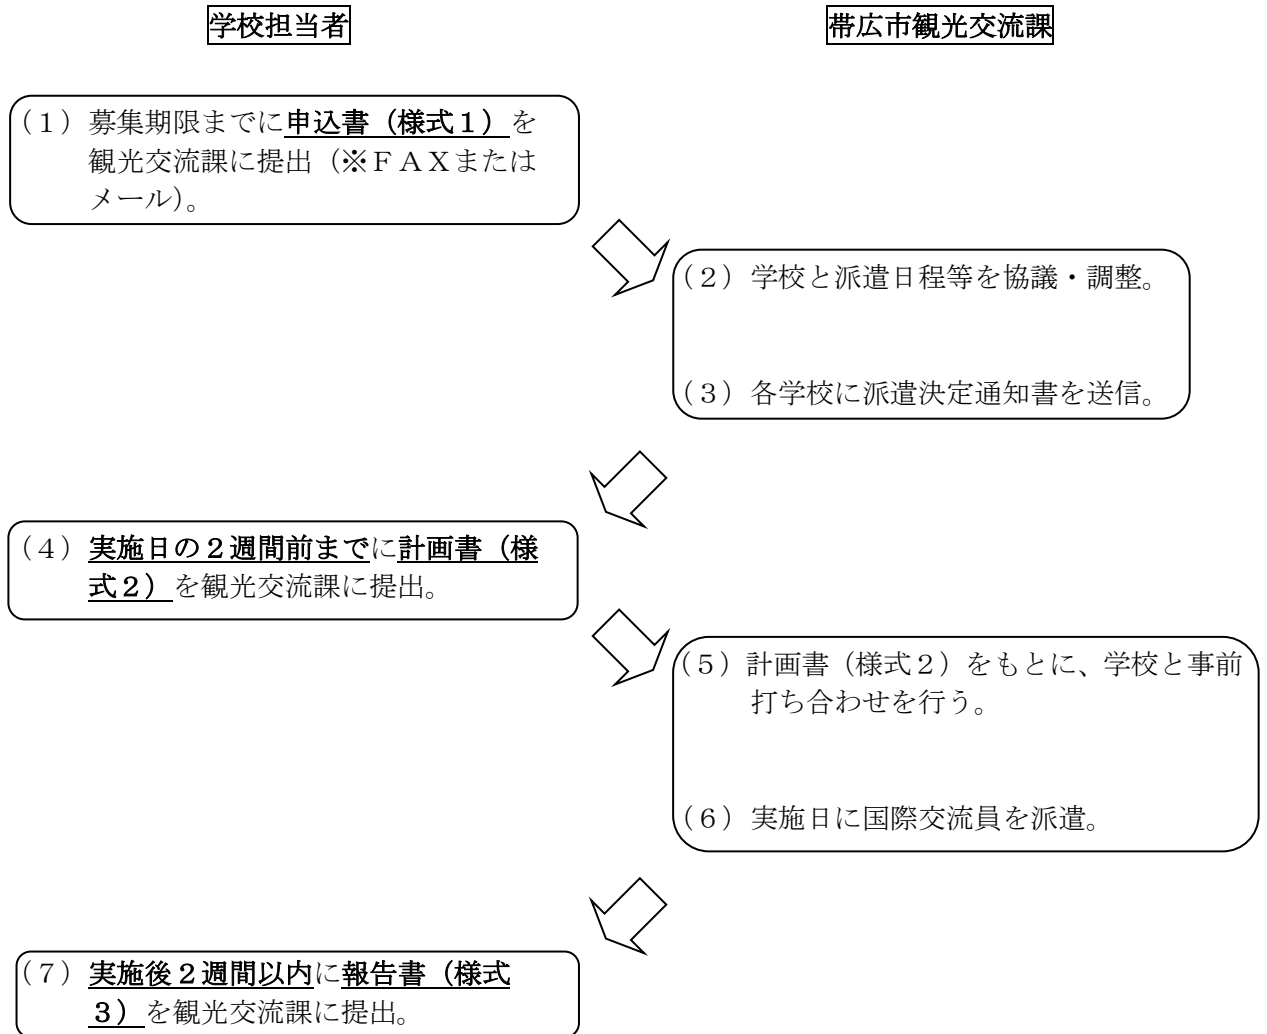 学校担当者
帯広市観光交流課
（１）募集期限までに申込書（様式１）を
観光交流課に提出（※ＦＡＸまたは
メール）。
（２）学校と派遣日程等を協議・調整。
（３）各学校に派遣決定通知書を送信。
（４）実施日の２週間前までに計画書（様
式２）を観光交流課に提出。
（５）計画書（様式２）をもとに、学校と事前
打ち合わせを行う。
（６）実施日に国際交流員を派遣。
（７）実施後２週間以内に報告書（様式
３）を観光交流課に提出。